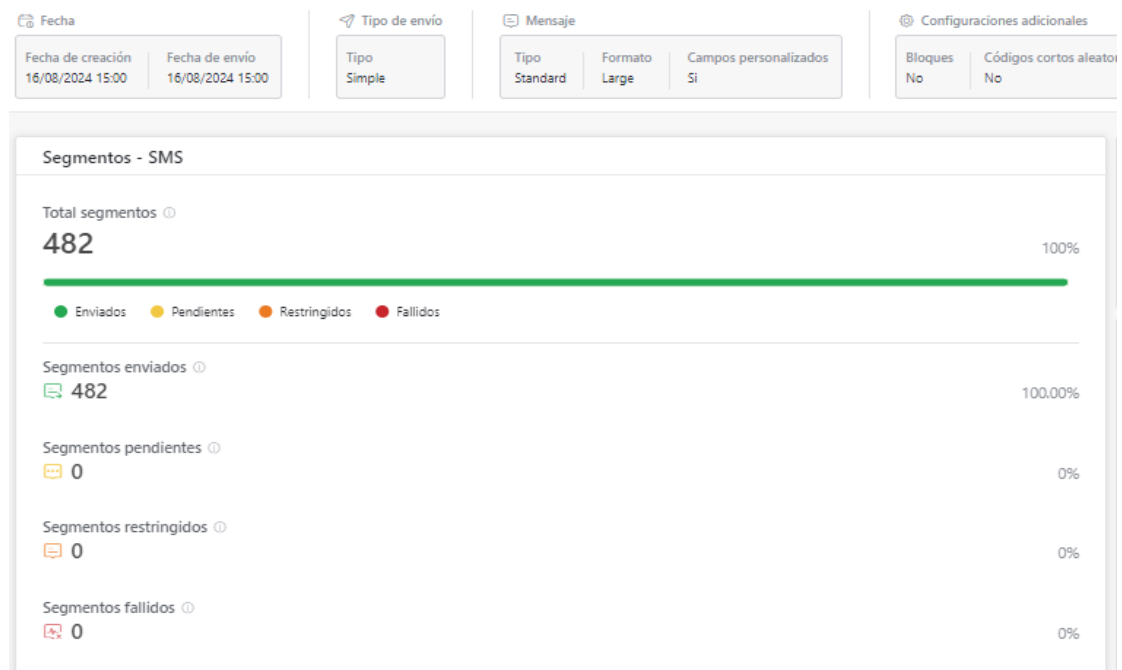 Fecha
Tipo de envío
Mensaje
Configuraciones adicionales
Fecha de creación Fecha de envío
16/08/2024 15:00 16/08/2024 15:00
Tipo
Simple
Tipo Formato Campos personalizados
Standard Large Si
Bloques Códigos cortos aleator
No No
Segmentos - SMS
Total segmentos
482 100%
Enviados Pendientes Restringidos Fallidos
Segmentos enviados
482 100.00%
Segmentos pendientes
0 0%
Segmentos restringidos
0 0%
Segmentos fallidos
0 0%